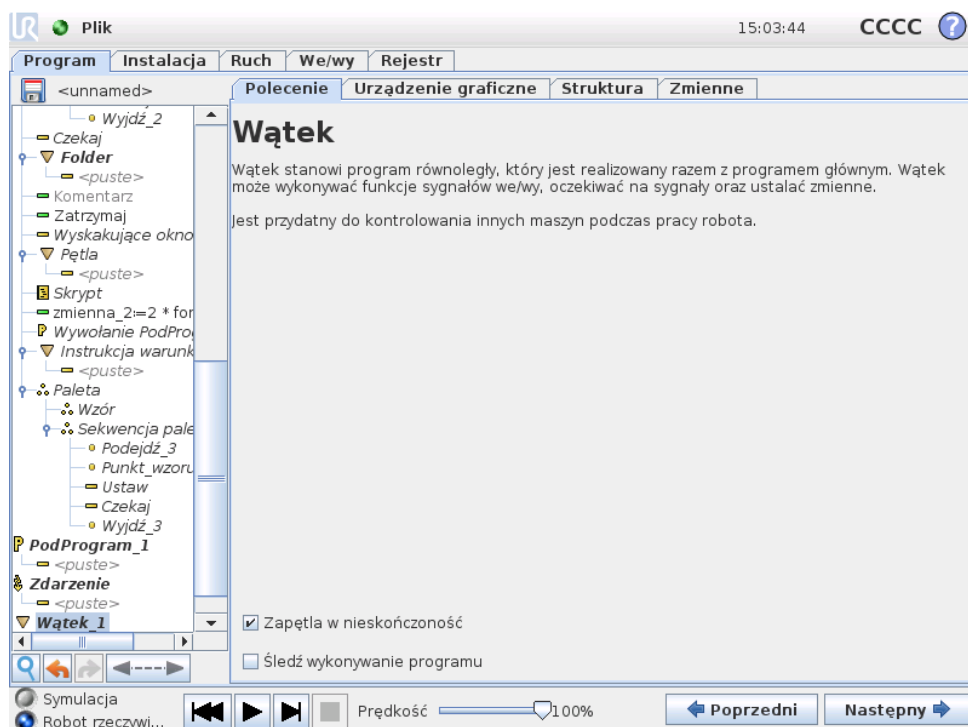 Plik 15:03:44 CCCC ?
Program Instalacja Ruch We/wy Rejestr
<unnamed> Polecenie Urządzenie graficzne Struktura Zmienne
Wyjdź_2
Czekaj
Folder
<puste>
Komentarz
Zatrzymaj
Wyskakujące okno
Pętla
<puste>
Skrypt
zmienna_2:=2 * for
Wywołanie PodPro
Instrukcja warunk
<puste>
Paleta
Wzór
Sekwencja pale
Podejdź_3
Punkt_wzoru
Ustaw
Czekaj
Wyjdź_3
PodProgram_1
<puste>
Zdarzenie
<puste>
Wątek_1
Wątek
Wątek stanowi program równoległy, który jest realizowany razem z programem głównym. Wątek
może wykonywać funkcje sygnałów we/wy, oczekiwać na sygnały oraz ustalać zmienne.
Jest przydatny do kontrolowania innych maszyn podczas pracy robota.
Zapętla w nieskończoność
Śledź wykonywanie programu
Symulacja
Robot rzeczywi...
Prędkość 100% Poprzedni Następny